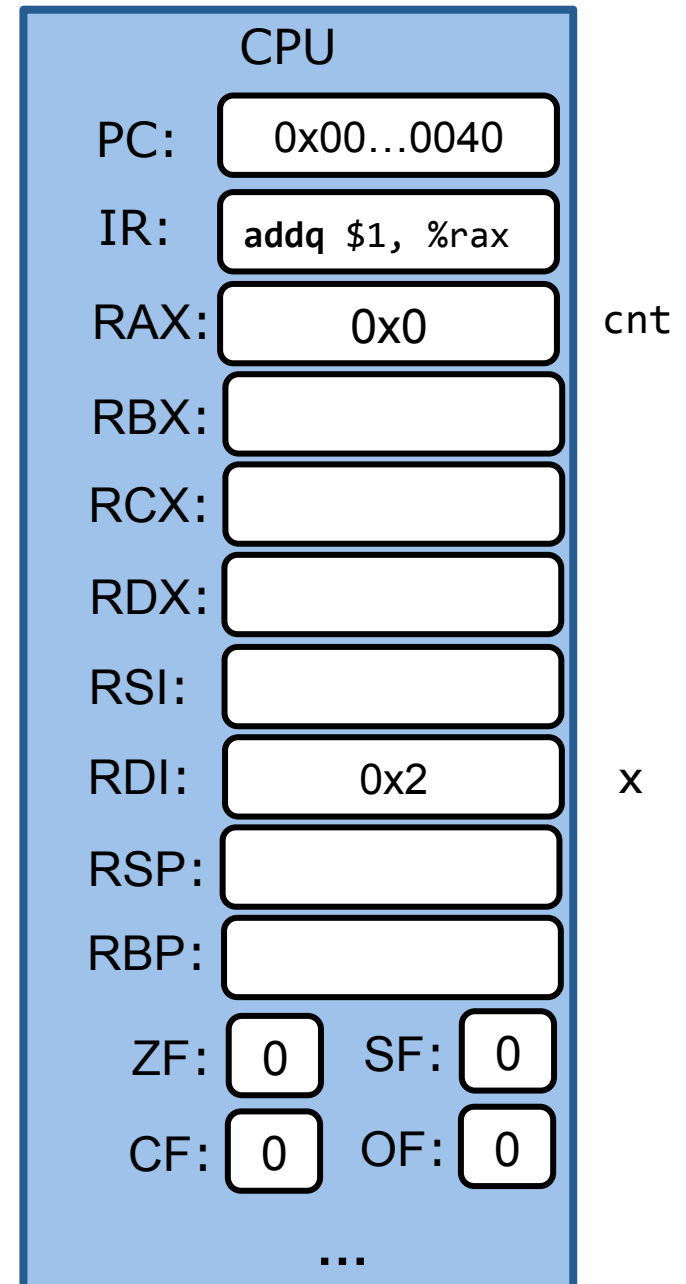 CPU
PC: 0x00...0040
IR: addq $1, %rax
RAX: 0x0 cnt
RBX:
RCX:
RDX:
RSI:
RDI: 0x2 x
RSP:
RBP:
ZF: 0 SF: 0
CF: 0 OF: 0
...